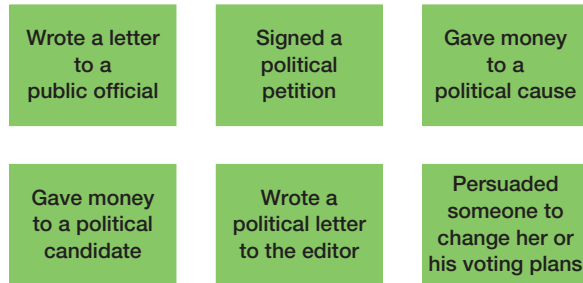 Wrote a letter
to a
public official
Signed a
political
petition
Gave money
to a
political cause
Gave money
to a political
candidate
Wrote a
political letter
to the editor
Persuaded
someone to
change her or
his voting plans